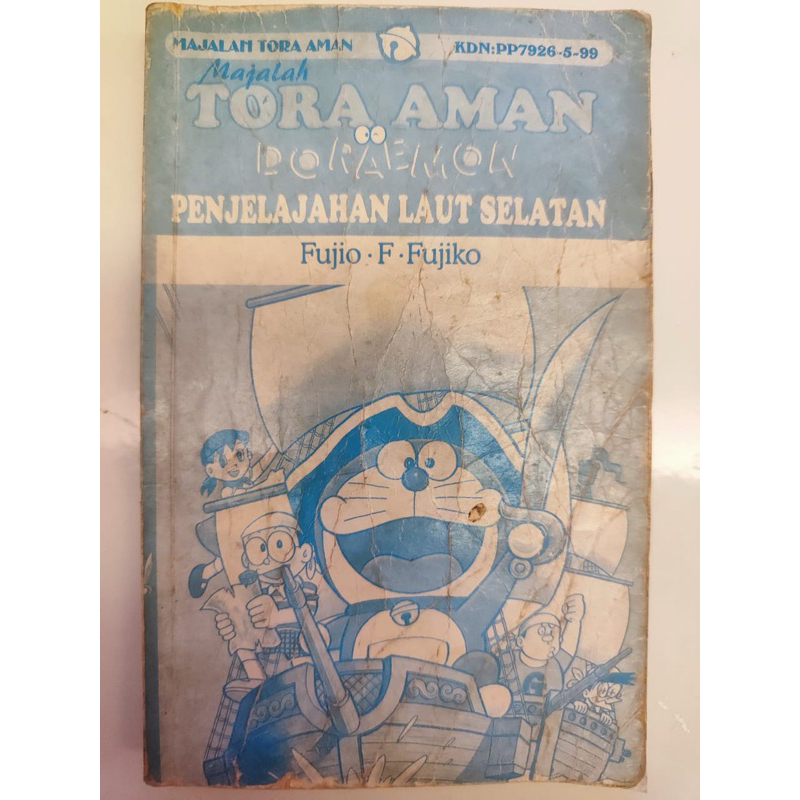 MAJALAH TORA AMAN
KDN:PP7926-5-99
Majalah
TORA AMAN
DORAEMON
PENJELAJAHAN LAUT SELATAN
Fujio·F·Fujiko
G